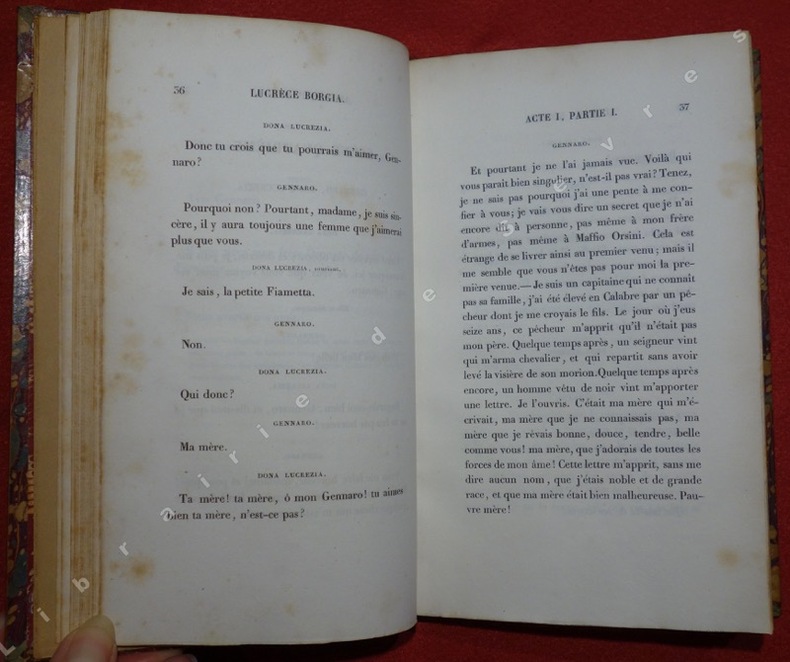 36
LUCRÈCE BORGIA.
DONA LUCREZIA.
Donc tu crois que tu pourrais m'aimer, Gen-
naro?
GENNARO.
Pourquoi non? Pourtant, madame, je suis sin-
cère, il y aura toujours une femme que j'aimerai
plus que vous.
DONA LUCREZIA,
Je sais, la petite Fiametta.
GENNARO.
Non.
DONA LUCREZIA.
Qui donc?
GENNARO.
Ma mère.
DONA LUCREZIA.
Ta mère! ta mère, ô mon Gennaro! tu aimes
bien ta mère, n'est-ce pas?
ACTE I, PARTIE I.
37
GENNARO.
Et pourtant je ne l'ai jamais vue. Voilà qui
vous paraît bien singulier, n'est-il pas vrai? Tenez,
je ne sais pas pourquoi j'ai une pente à me con-
fier à vous; je vais vous dire un secret que je n'ai
encore dit à personne, pas même à mon frère
d'armes, pas même à Maffio Orsini. Cela est
étrange de se livrer ainsi au premier venu; mais il
me semble que vous n'êtes pas pour moi la pre-
mière venue.—Je suis un capitaine qui ne connaît
pas sa famille, j'ai été élevé en Calabre par un pê-
cheur dont je me croyais le fils. Le jour où j'eus
seize ans, ce pêcheur m'apprit qu'il n'était pas
mon père. Quelque temps après, un seigneur vint
qui m'arma chevalier, et qui repartit sans avoir
levé la visière de son morion. Quelque temps après
encore, un homme vêtu de noir vint m'apporter
une lettre. Je l'ouvris. C'était ma mère qui m'é-
crivait, ma mère que je ne connaissais pas, ma
mère que je rêvais bonne, douce, tendre, belle
comme vous! ma mère, que j'adorais de toutes les
forces de mon âme! Cette lettre m'apprit, sans me
dire aucun nom, que j'étais noble et de grande
race, et que ma mère était bien malheureuse. Pau-
vre mère!
Librairie de sevres